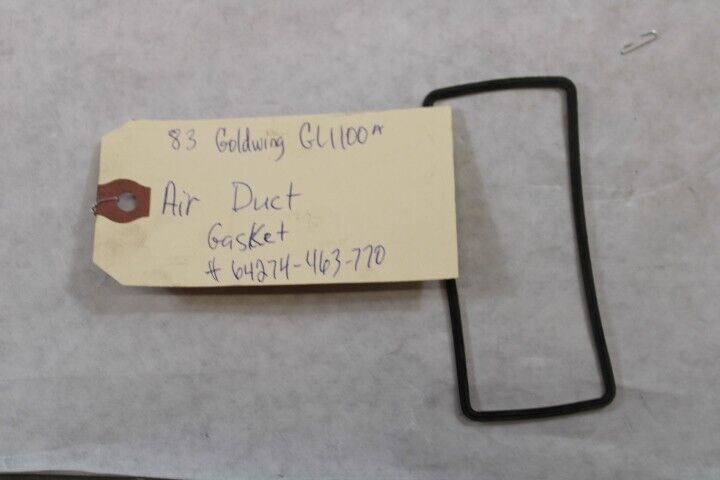 83 Goldwing GL1100A
Air Duct
Gasket
# 64274-463-770